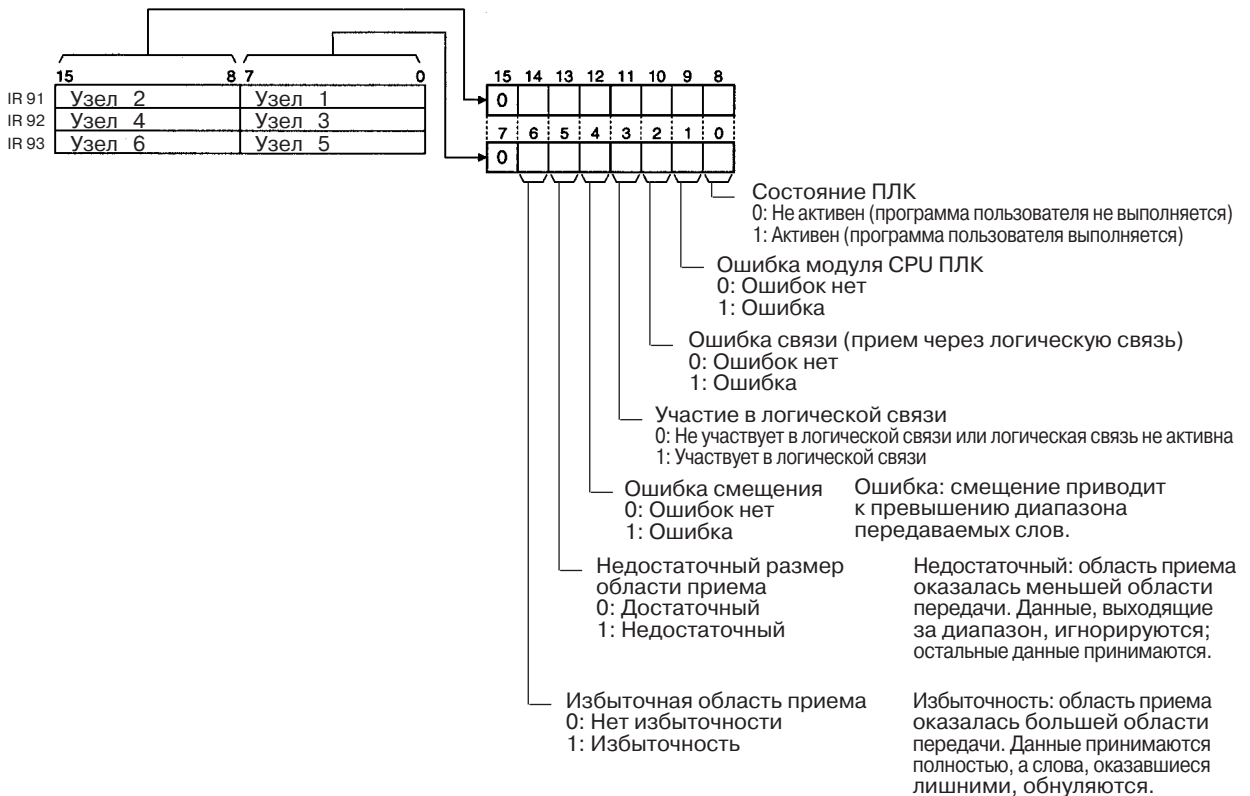 15 8 7 0
IR 91 Узел 2 Узел 1
IR 92 Узел 4 Узел 3
IR 93 Узел 6 Узел 5
15 14 13 12 11 10 9 8
0
7 6 5 4 3 2 1 0
0
Состояние ПЛК
0: Не активен (программа пользователя не выполняется)
1: Активен (программа пользователя выполняется)
Ошибка модуля CPU ПЛК
0: Ошибок нет
1: Ошибка
Ошибка связи (прием через логическую связь)
0: Ошибок нет
1: Ошибка
Участие в логической связи
0: Не участвует в логической связи или логическая связь не активна
1: Участвует в логической связи
Ошибка смещения
0: Ошибок нет
1: Ошибка
Ошибка: смещение приводит
к превышению диапазона
передаваемых слов.
Недостаточный размер
области приема
0: Достаточный
1: Недостаточный
Недостаточный: область приема
оказалась меньшей области
передачи. Данные, выходящие
за диапазон, игнорируются;
остальные данные принимаются.
Избыточная область приема
0: Нет избыточности
1: Избыточность
Избыточность: область приема
оказалась большей области
передачи. Данные принимаются
полностью, а слова, оказавшиеся
лишними, обнуляются.